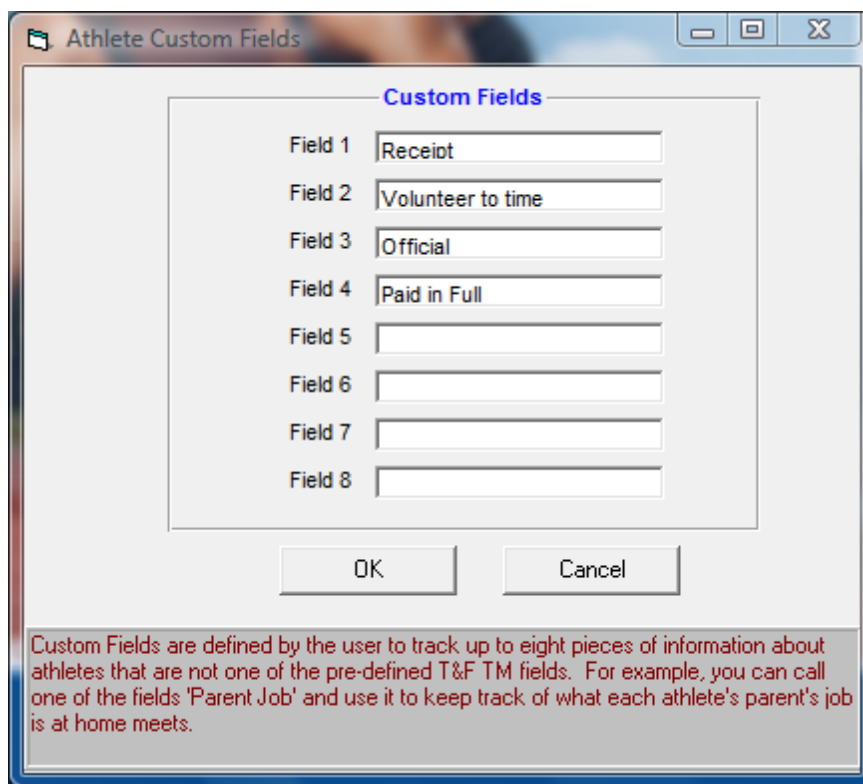 Athlete Custom Fields
Custom Fields
Field 1 Receipt
Field 2 Volunteer to time
Field 3 Official
Field 4 Paid in Full
Field 5
Field 6
Field 7
Field 8
OK Cancel
Custom Fields are defined by the user to track up to eight pieces of information about
athletes that are not one of the pre-defined T&F TM fields.  For example, you can call
one of the fields 'Parent Job' and use it to keep track of what each athlete's parent's job
is at home meets.